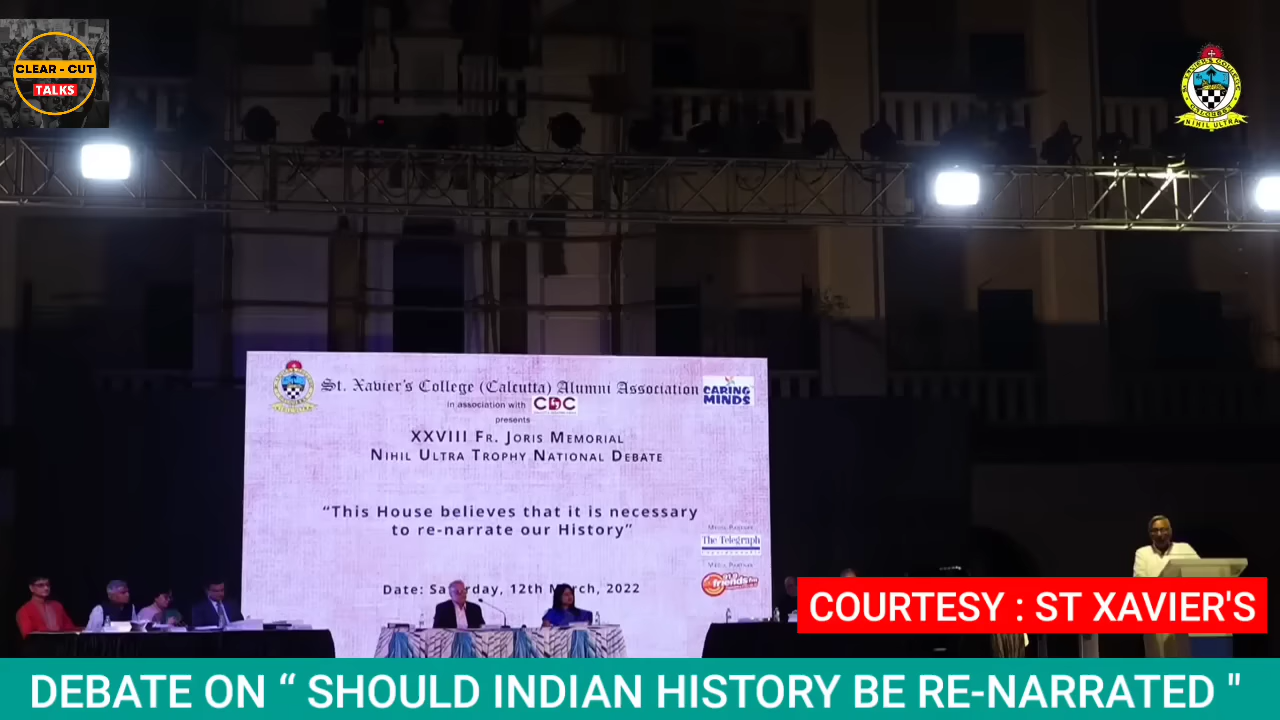 CLEAR - CUT
TALKS
NIHIL ULTRA
St. Xavier's College (Calcutta) Alumni Association
in association with CDC
presents
CARING
MINDS
XXVIII Fr. Joris Memorial
Nihil Ultra Trophy National Debate
“This House believes that it is necessary
to re-narrate our History”
The Telegraph
friends
Date: Saturday, 12th March, 2022
COURTESY : ST XAVIER'S
DEBATE ON “ SHOULD INDIAN HISTORY BE RE-NARRATED "